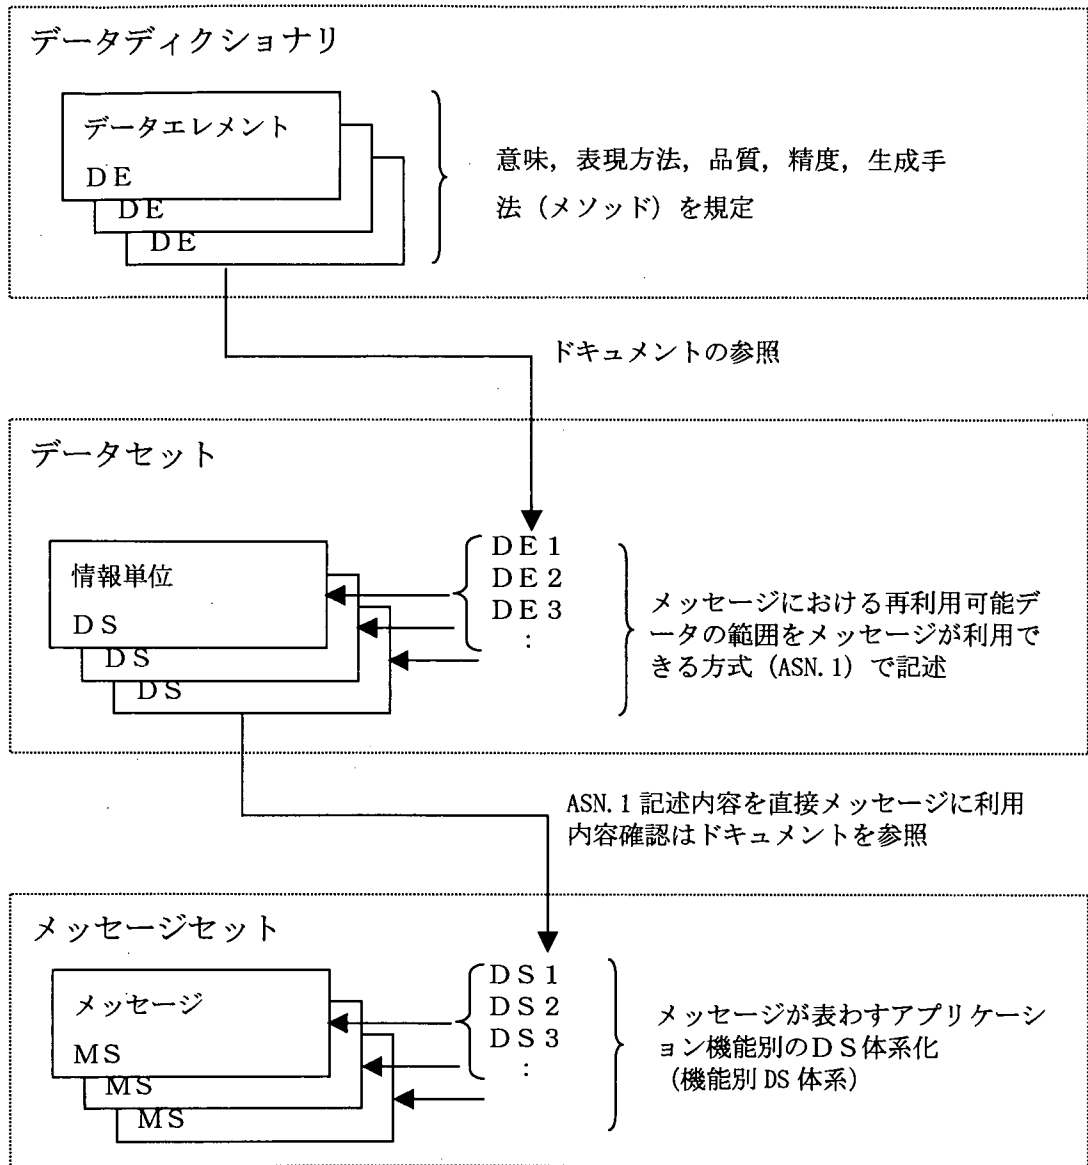 データディクショナリ
データエレメント
DE
DE
DE
意味，表現方法，品質，精度，生成手
法（メソッド）を規定
ドキュメントの参照
データセット
情報単位
DS
DS
DS
DE1
DE2
DE3
:
メッセージにおける再利用可能デ
ータの範囲をメッセージが利用で
きる方式（ASN.1）で記述
ASN.1 記述内容を直接メッセージに利用
内容確認はドキュメントを参照
メッセージセット
メッセージ
MS
MS
MS
DS1
DS2
DS3
:
メッセージが表わすアプリケーシ
ョン機能別のDS体系化
（機能別 DS 体系）